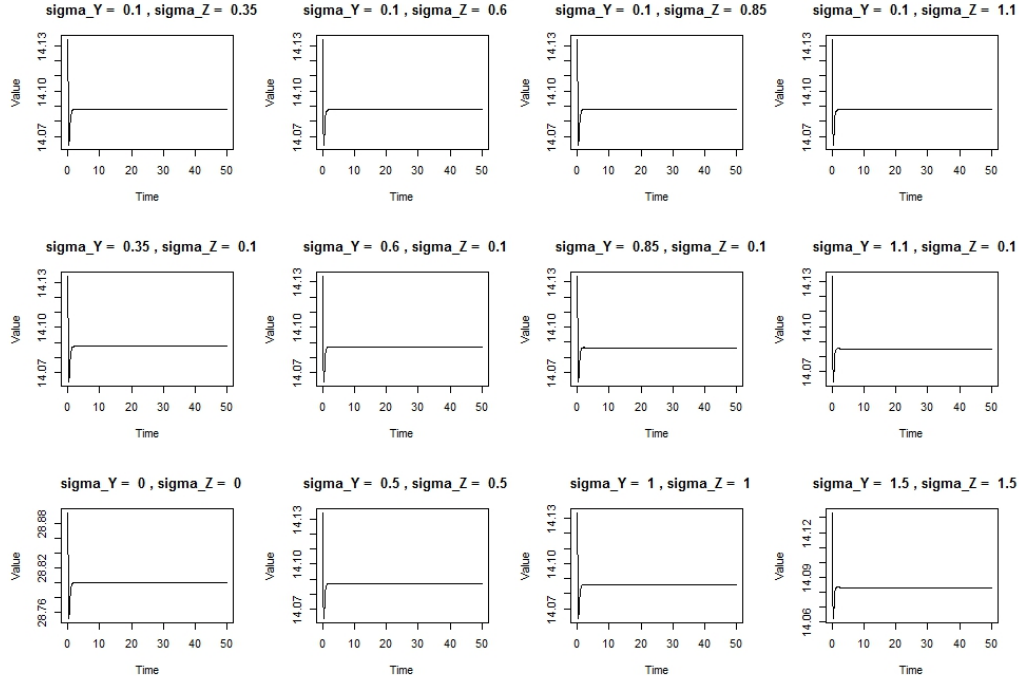 sigma_Y = 0.1 , sigma_Z = 0.35
14.13
14.10
14.07
Value
0 10 20 30 40 50
Time
sigma_Y = 0.1 , sigma_Z = 0.6
14.13
14.10
14.07
Value
0 10 20 30 40 50
Time
sigma_Y = 0.1 , sigma_Z = 0.85
14.13
14.10
14.07
Value
0 10 20 30 40 50
Time
sigma_Y = 0.1 , sigma_Z = 1.1
14.13
14.10
14.07
Value
0 10 20 30 40 50
Time
sigma_Y = 0.35 , sigma_Z = 0.1
14.13
14.10
14.07
Value
0 10 20 30 40 50
Time
sigma_Y = 0.6 , sigma_Z = 0.1
14.13
14.10
14.07
Value
0 10 20 30 40 50
Time
sigma_Y = 0.85 , sigma_Z = 0.1
14.13
14.10
14.07
Value
0 10 20 30 40 50
Time
sigma_Y = 1.1 , sigma_Z = 0.1
14.13
14.10
14.07
Value
0 10 20 30 40 50
Time
sigma_Y = 0 , sigma_Z = 0
28.88
28.82
28.76
Value
0 10 20 30 40 50
Time
sigma_Y = 0.5 , sigma_Z = 0.5
14.13
14.10
14.07
Value
0 10 20 30 40 50
Time
sigma_Y = 1 , sigma_Z = 1
14.13
14.10
14.07
Value
0 10 20 30 40 50
Time
sigma_Y = 1.5 , sigma_Z = 1.5
14.12
14.09
14.06
Value
0 10 20 30 40 50
Time